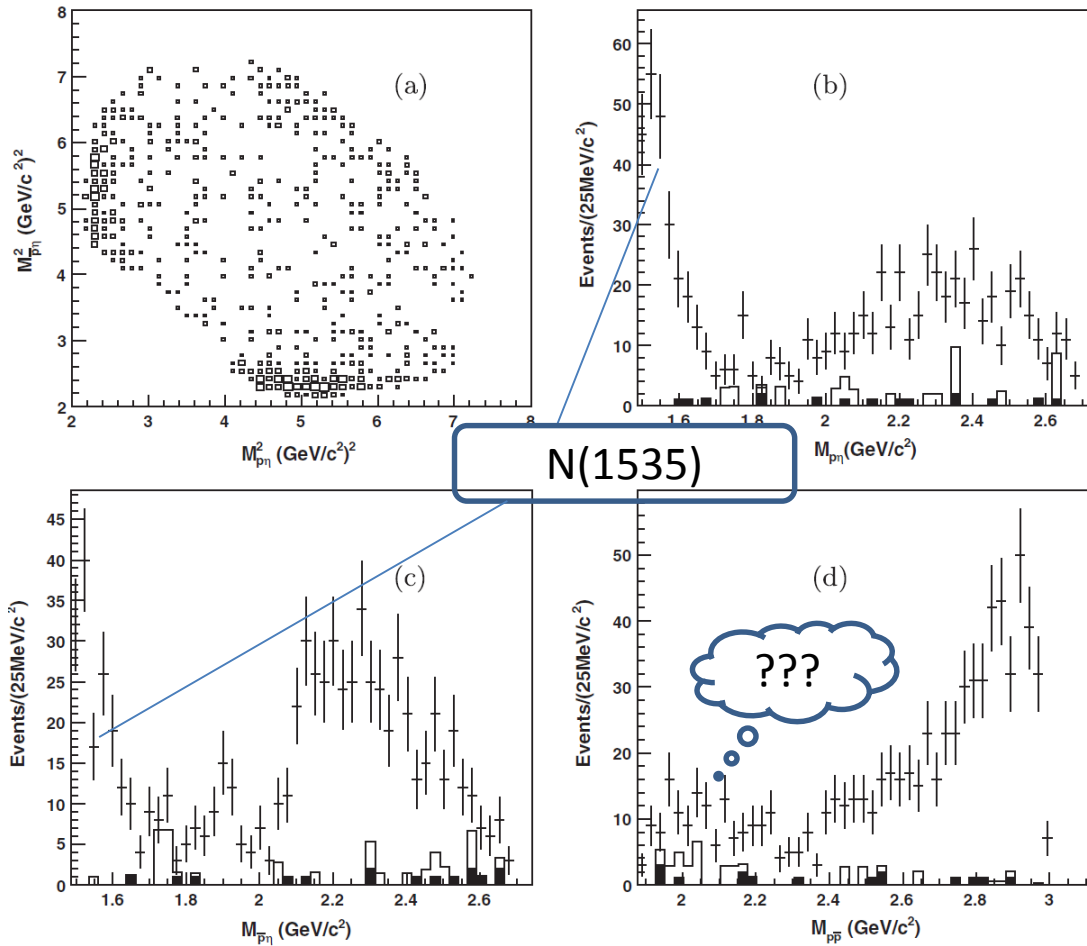 8
7
6
5
4
3
2
M²p̅η (GeV/c²)²
(a)
2 3 4 5 6 7 8
M²pη (GeV/c²)²
60
50
40
30
20
10
0
Events/(25MeV/c²)
(b)
1.6 1.8 2 2.2 2.4 2.6
Mpη(GeV/c²)
N(1535)
45
40
35
30
25
20
15
10
5
0
Events/(25MeV/c²)
(c)
1.6 1.8 2 2.2 2.4 2.6
Mp̅η (GeV/c²)
50
40
30
20
10
0
Events/(25MeV/c²)
(d)
???
2 2.2 2.4 2.6 2.8 3
Mpp̅ (GeV/c²)